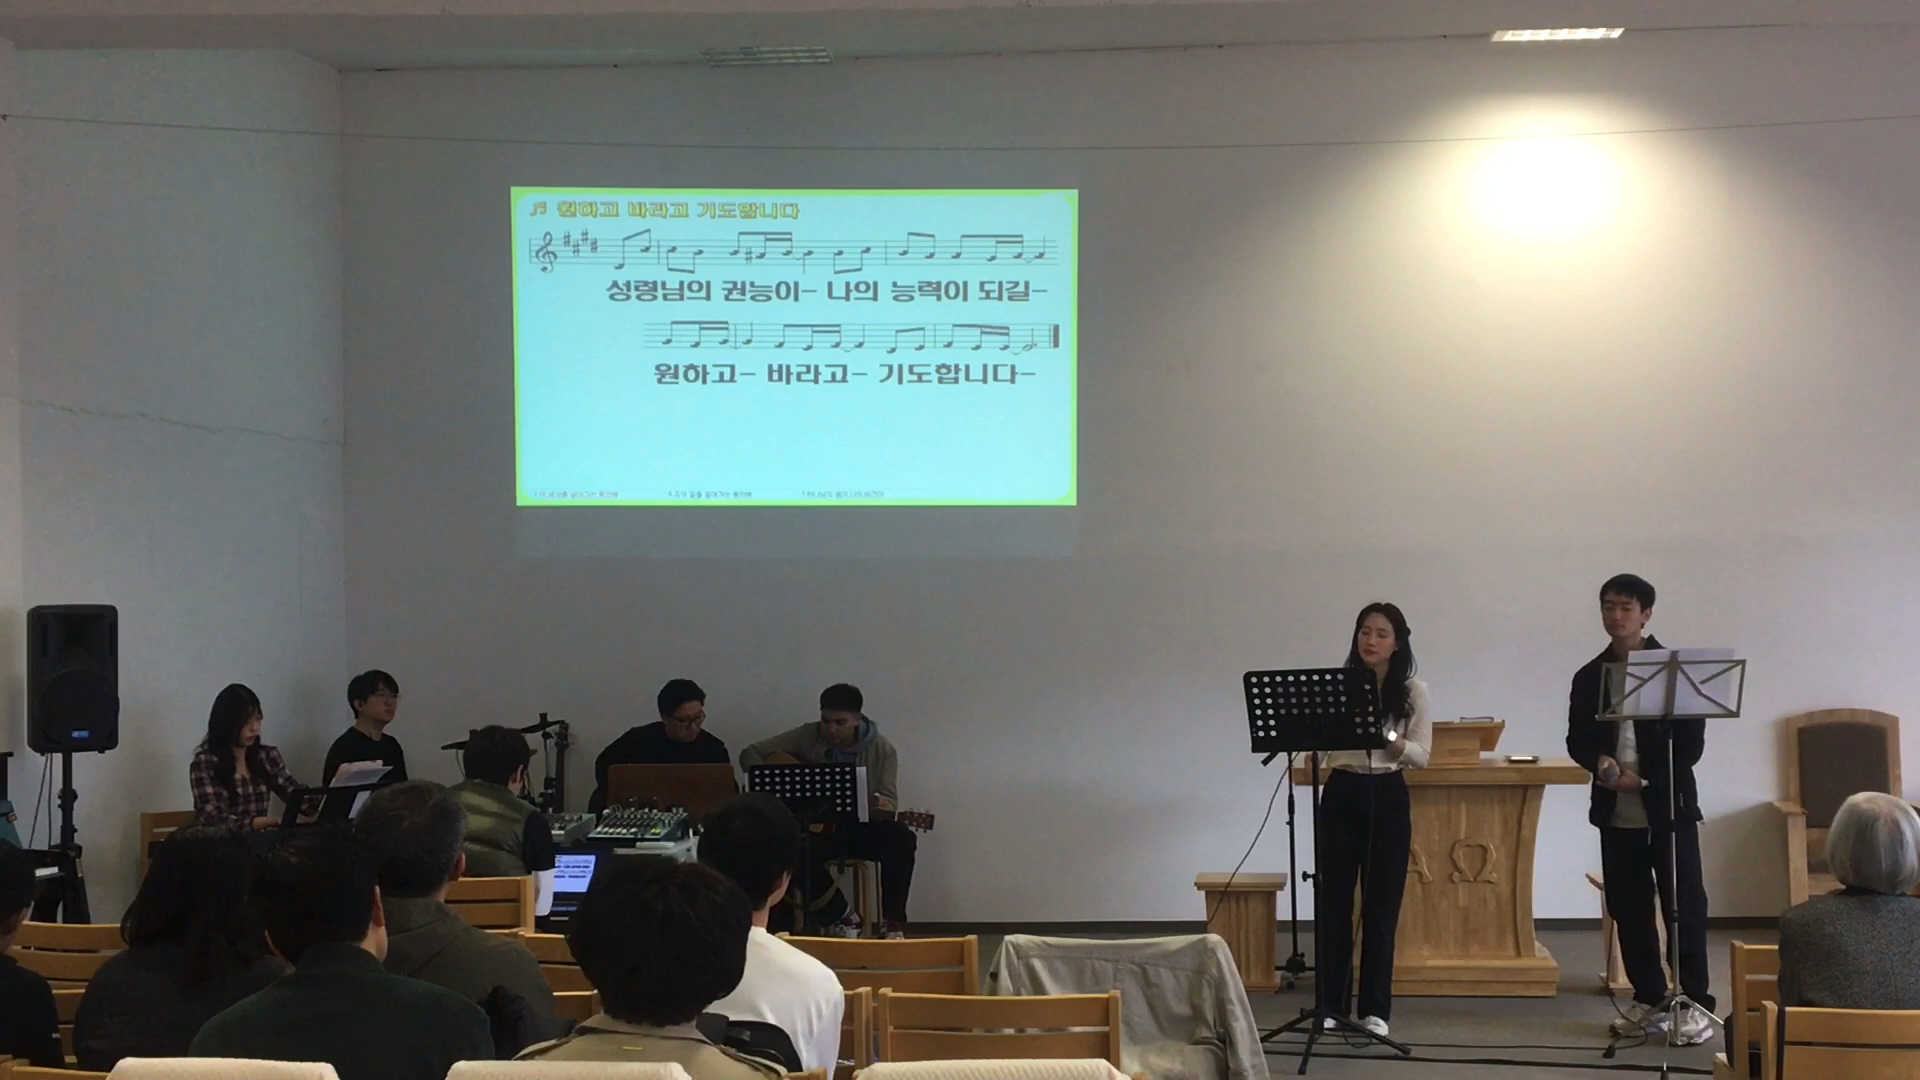 원하고 바라고 기도합니다
성령님의 권능이- 나의 능력이 되길-
원하고- 바라고- 기도합니다-
Α Ω